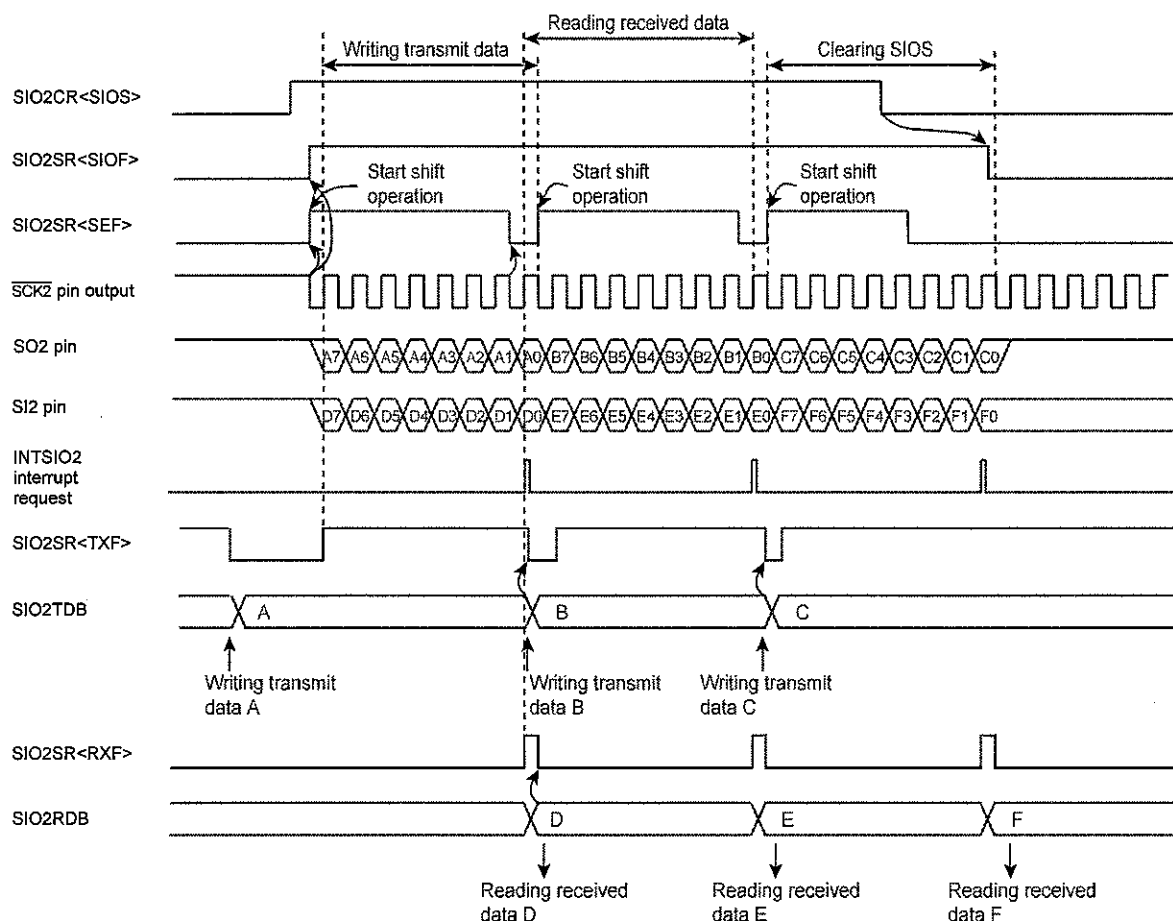 Reading received data
Writing transmit data
Clearing SIOS
SIO2CR<SIOS>
SIO2SR<SIOF>
Start shift
operation
Start shift
operation
Start shift
operation
SIO2SR<SEF>
SCK2 pin output
SO2 pin
A7 A6 A5 A4 A3 A2 A1 A0 B7 B6 B5 B4 B3 B2 B1 B0 C7 C6 C5 C4 C3 C2 C1 C0
SI2 pin
D7 D6 D5 D4 D3 D2 D1 D0 E7 E6 E5 E4 E3 E2 E1 E0 F7 F6 F5 F4 F3 F2 F1 F0
INTSIO2
interrupt
request
SIO2SR<TXF>
SIO2TDB
A
B
C
Writing transmit
data A
Writing transmit
data B
Writing transmit
data C
SIO2SR<RXF>
SIO2RDB
D
E
F
Reading received
data D
Reading received
data E
Reading received
data F